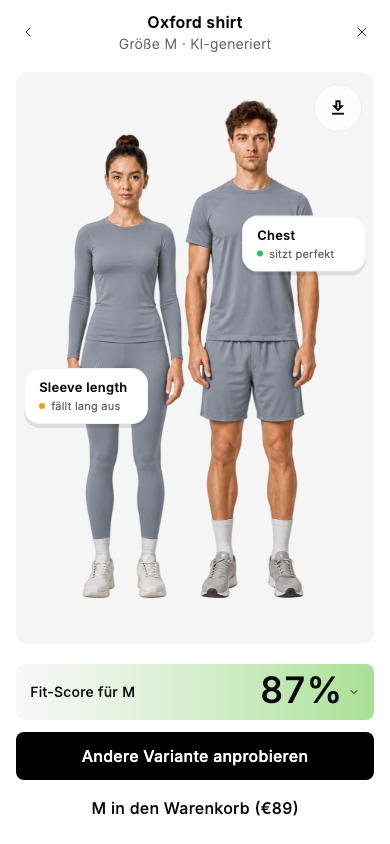 Oxford shirt
Größe M · KI-generiert
Chest
sitzt perfekt
Sleeve length
fällt lang aus
Fit-Score für M
87%
Andere Variante anprobieren
M in den Warenkorb (€89)